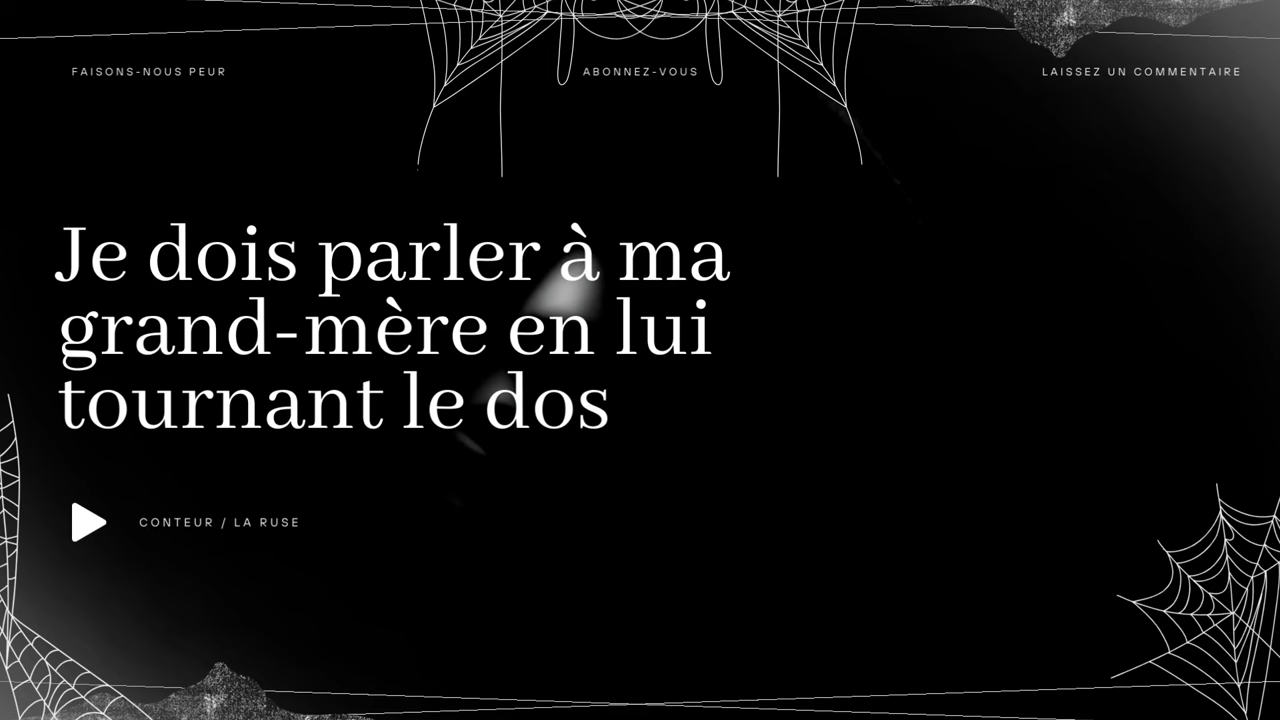 FAISONS-NOUS PEUR
ABONNEZ-VOUS
LAISSEZ UN COMMENTAIRE
Je dois parler à ma
grand-mère en lui
tournant le dos
CONTEUR / LA RUSE